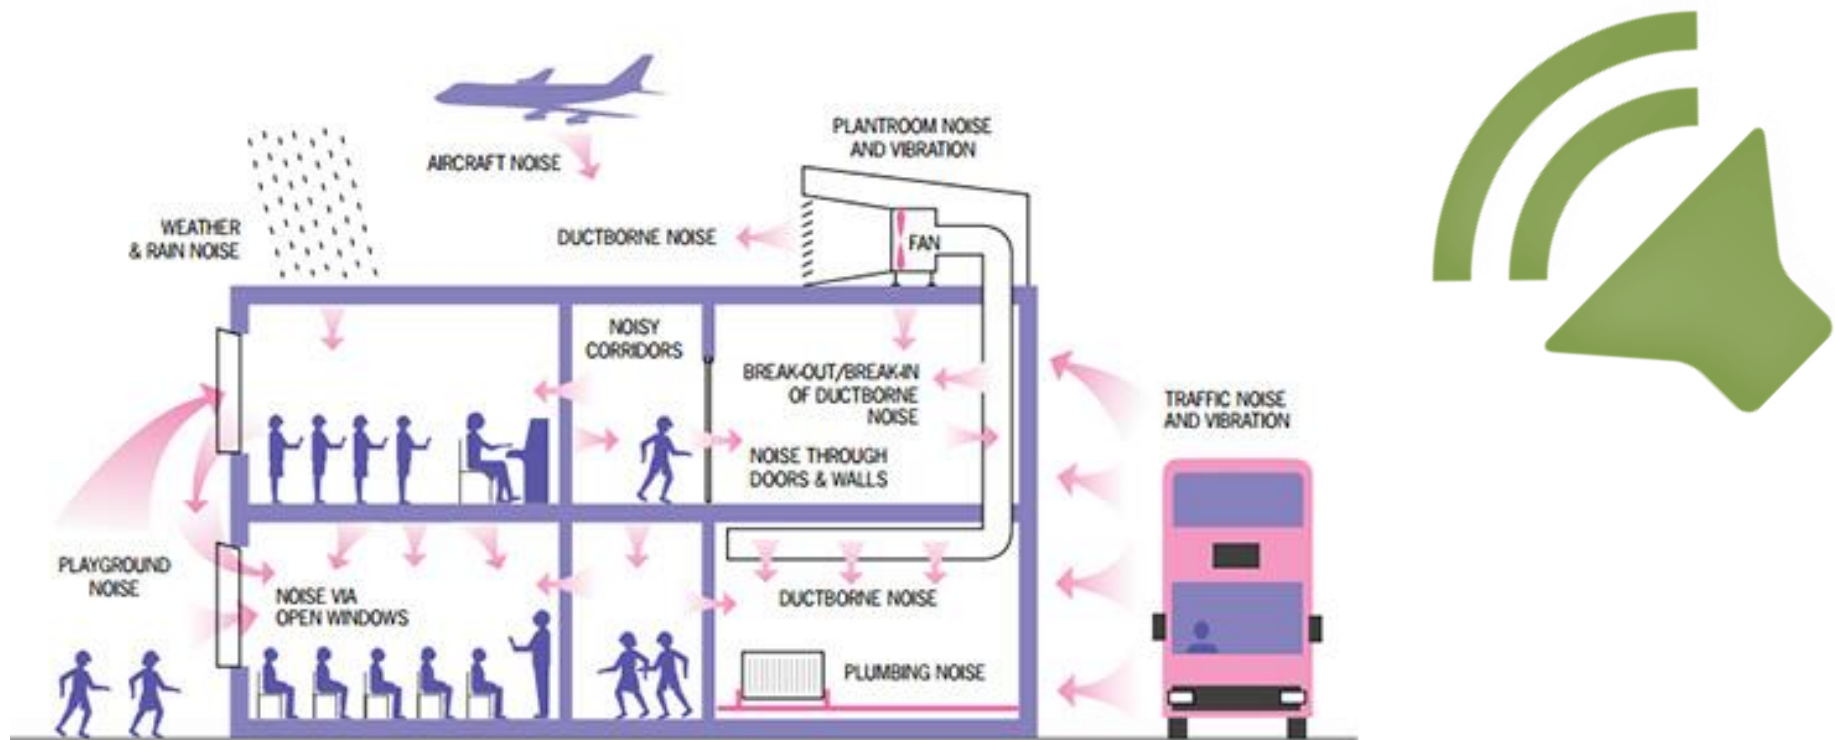 PLANTROOM NOISE
AND VIBRATION
AIRCRAFT NOISE
WEATHER
& RAIN NOISE
DUCTBORNE NOISE
FAN
NOISY
CORRIDORS
BREAK-OUT/BREAK-IN
OF DUCTBORNE
NOISE
TRAFFIC NOISE
AND VIBRATION
NOISE THROUGH
DOORS & WALLS
PLAYGROUND
NOISE
NOISE VIA
OPEN WINDOWS
DUCTBORNE NOISE
PLUMBING NOISE